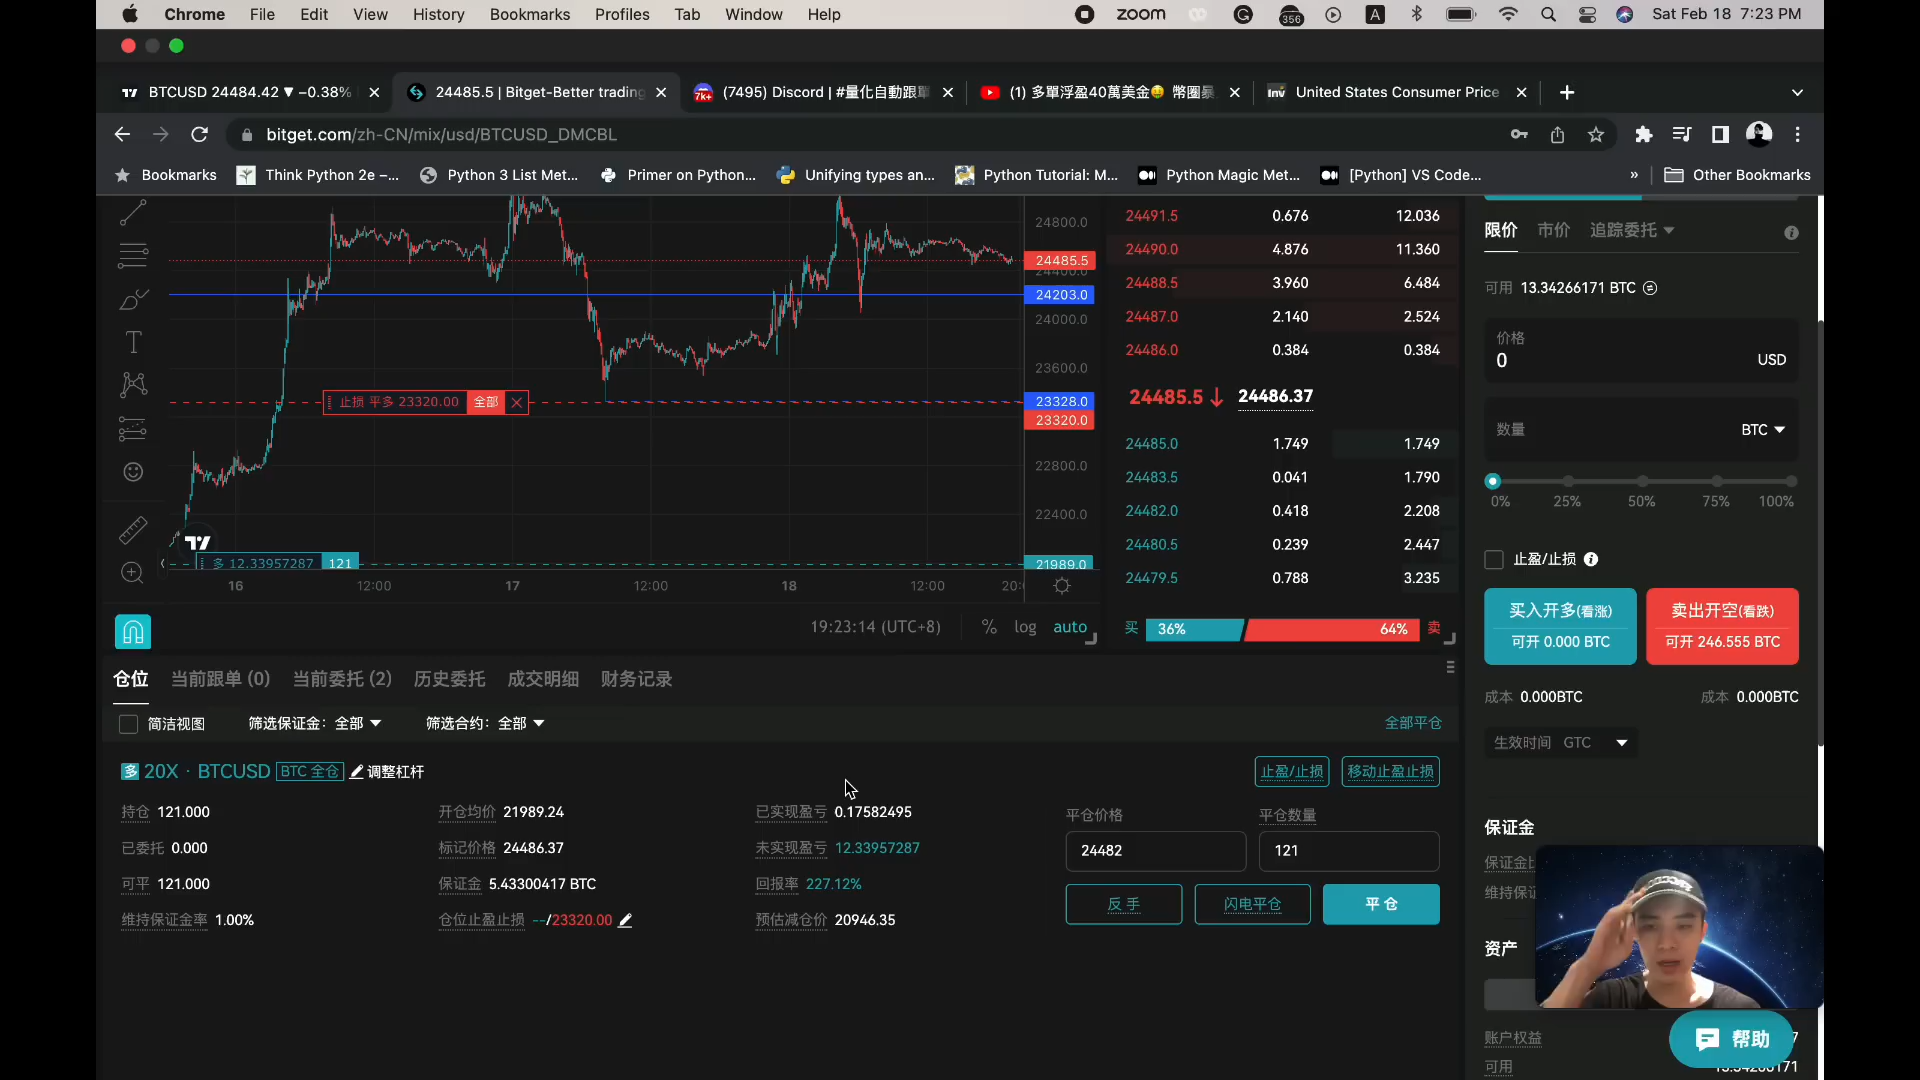 Chrome File Edit View History Bookmarks Profiles Tab Window Help
zoom 356 A Sat Feb 18 7:23 PM
BTCUSD 24484.42 ▼ −0.38%
24485.5 | Bitget-Better trading
7k+ (7495) Discord | #量化自動跟單
(1) 多單浮盈40萬美金🤑 幣圈暴
Inv United States Consumer Price
bitget.com/zh-CN/mix/usd/BTCUSD_DMCBL
Bookmarks Think Python 2e –... Python 3 List Met... Primer on Python... Unifying types an... Python Tutorial: M... Python Magic Met... [Python] VS Code... » Other Bookmarks
24800.0
24485.5
24400.0
24203.0
24000.0
23600.0
止损 平多 23320.00 全部
23328.0
23320.0
22800.0
22400.0
多 12.33957287 121
21989.0
16 12:00 17 12:00 18 12:00 20:
19:23:14 (UTC+8) % log auto
24491.5 0.676 12.036
24490.0 4.876 11.360
24488.5 3.960 6.484
24487.0 2.140 2.524
24486.0 0.384 0.384
24485.5 ↓ 24486.37
24485.0 1.749 1.749
24483.5 0.041 1.790
24482.0 0.418 2.208
24480.5 0.239 2.447
24479.5 0.788 3.235
买 36% 64% 卖
限价 市价 追踪委托
可用 13.34266171 BTC
价格
0 USD
数量 BTC
0% 25% 50% 75% 100%
止盈/止损
买入开多(看涨)
可开 0.000 BTC
卖出开空(看跌)
可开 246.555 BTC
成本 0.000BTC 成本 0.000BTC
生效时间 GTC
保证金
保证金比
维持保证
资产
账户权益 7
可用
帮助
仓位 当前跟单 (0) 当前委托 (2) 历史委托 成交明细 财务记录
简洁视图 筛选保证金：全部 筛选合约：全部 全部平仓
多 20X · BTCUSD BTC 全仓 调整杠杆 止盈/止损 移动止盈止损
持仓 121.000 开仓均价 21989.24 已实现盈亏 0.17582495
已委托 0.000 标记价格 24486.37 未实现盈亏 12.33957287
可平 121.000 保证金 5.43300417 BTC 回报率 227.12%
维持保证金率 1.00% 仓位止盈止损 --/23320.00 预估减仓价 20946.35
平仓价格 平仓数量
24482 121
反手 闪电平仓 平仓